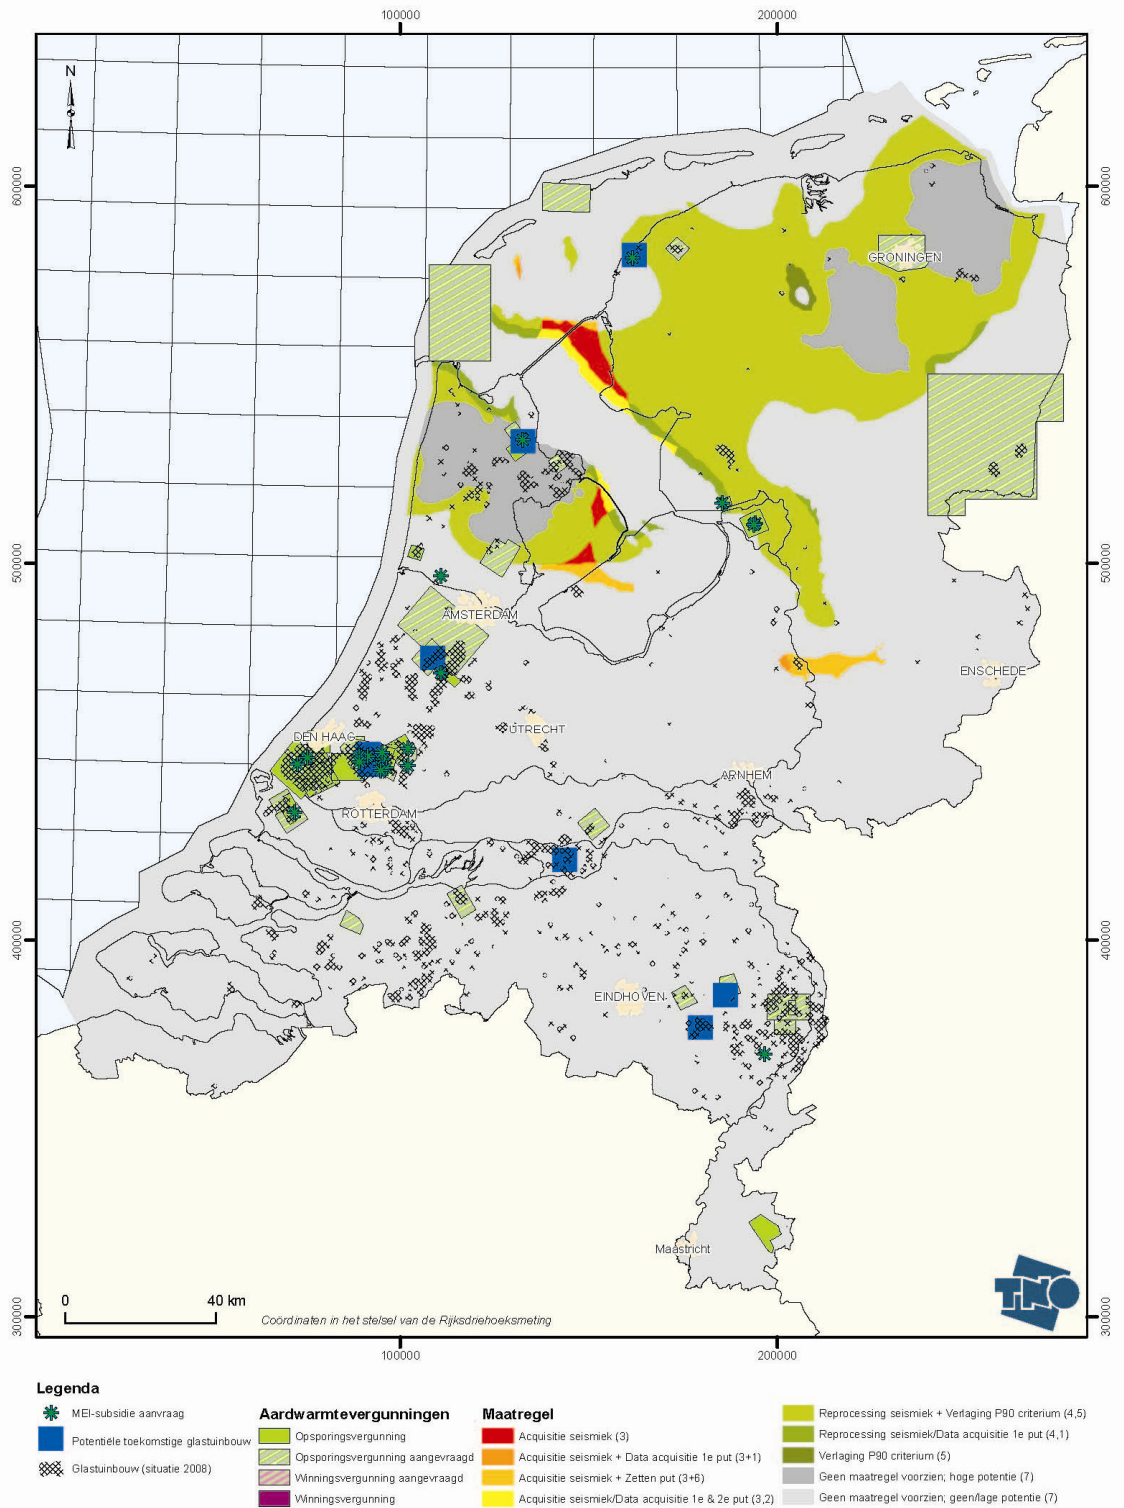 100000
200000
N
600000
600000
GRONINGEN
500000
500000
AMSTERDAM
ENSCHEDE
UTRECHT
DEN HAAG
ARNHEM
ROTTERDAM
400000
400000
EINDHOVEN
Maastricht
TNO
0
40 km
Coördinaten in het stelsel van de Rijksdriehoeksmeting
300000
300000
100000
200000
Legenda
MEI-subsidie aanvraag
Potentiële toekomstige glastuinbouw
Glastuinbouw (situatie 2008)
Aardwarmtevergunningen
Opsporingsvergunning
Opsporingsvergunning aangevraagd
Winningsvergunning aangevraagd
Winningsvergunning
Maatregel
Acquisitie seismiek (3)
Acquisitie seismiek + Data acquisitie 1e put (3+1)
Acquisitie seismiek + Zetten put (3+6)
Acquisitie seismiek/Data acquisitie 1e & 2e put (3,2)
Reprocessing seismiek + Verlaging P90 criterium (4,5)
Reprocessing seismiek/Data acquisitie 1e put (4,1)
Verlaging P90 criterium (5)
Geen maatregel voorzien; hoge potentie (7)
Geen maatregel voorzien; geen/lage potentie (7)